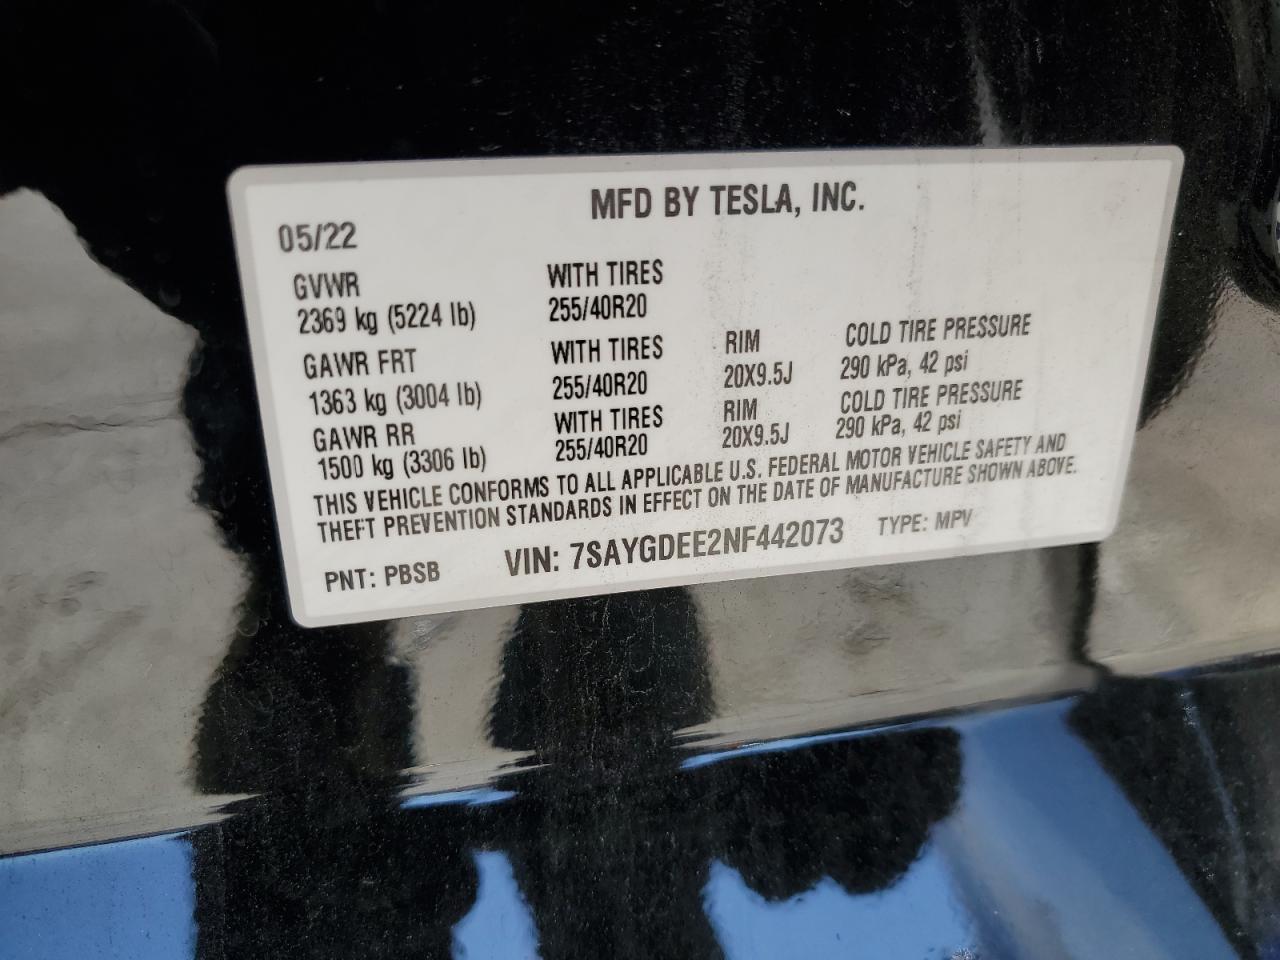 MFD BY TESLA, INC.
05/22
GVWR WITH TIRES
2369 kg (5224 lb) 255/40R20
GAWR FRT WITH TIRES RIM COLD TIRE PRESSURE
1363 kg (3004 lb) 255/40R20 20X9.5J 290 kPa, 42 psi
GAWR RR WITH TIRES RIM COLD TIRE PRESSURE
1500 kg (3306 lb) 255/40R20 20X9.5J 290 kPa, 42 psi
THIS VEHICLE CONFORMS TO ALL APPLICABLE U.S. FEDERAL MOTOR VEHICLE SAFETY AND
THEFT PREVENTION STANDARDS IN EFFECT ON THE DATE OF MANUFACTURE SHOWN ABOVE.
PNT: PBSB VIN: 7SAYGDEE2NF442073 TYPE: MPV